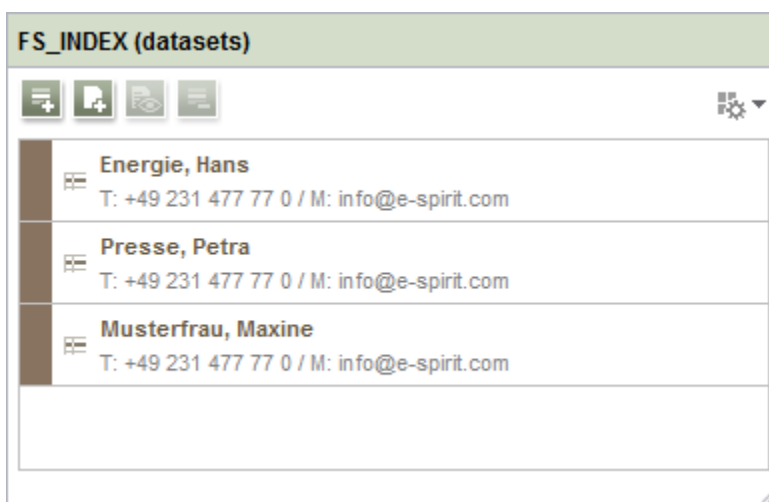 FS_INDEX (datasets)
Energie, Hans
T: +49 231 477 77 0 / M: info@e-spirit.com
Presse, Petra
T: +49 231 477 77 0 / M: info@e-spirit.com
Musterfrau, Maxine
T: +49 231 477 77 0 / M: info@e-spirit.com